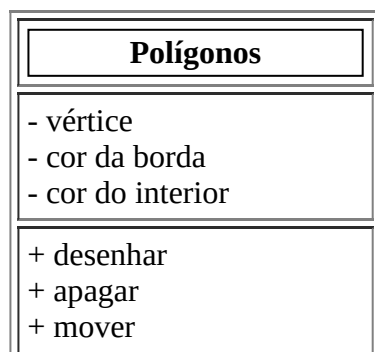 Polígonos
- vértice
- cor da borda
- cor do interior
+ desenhar
+ apagar
+ mover